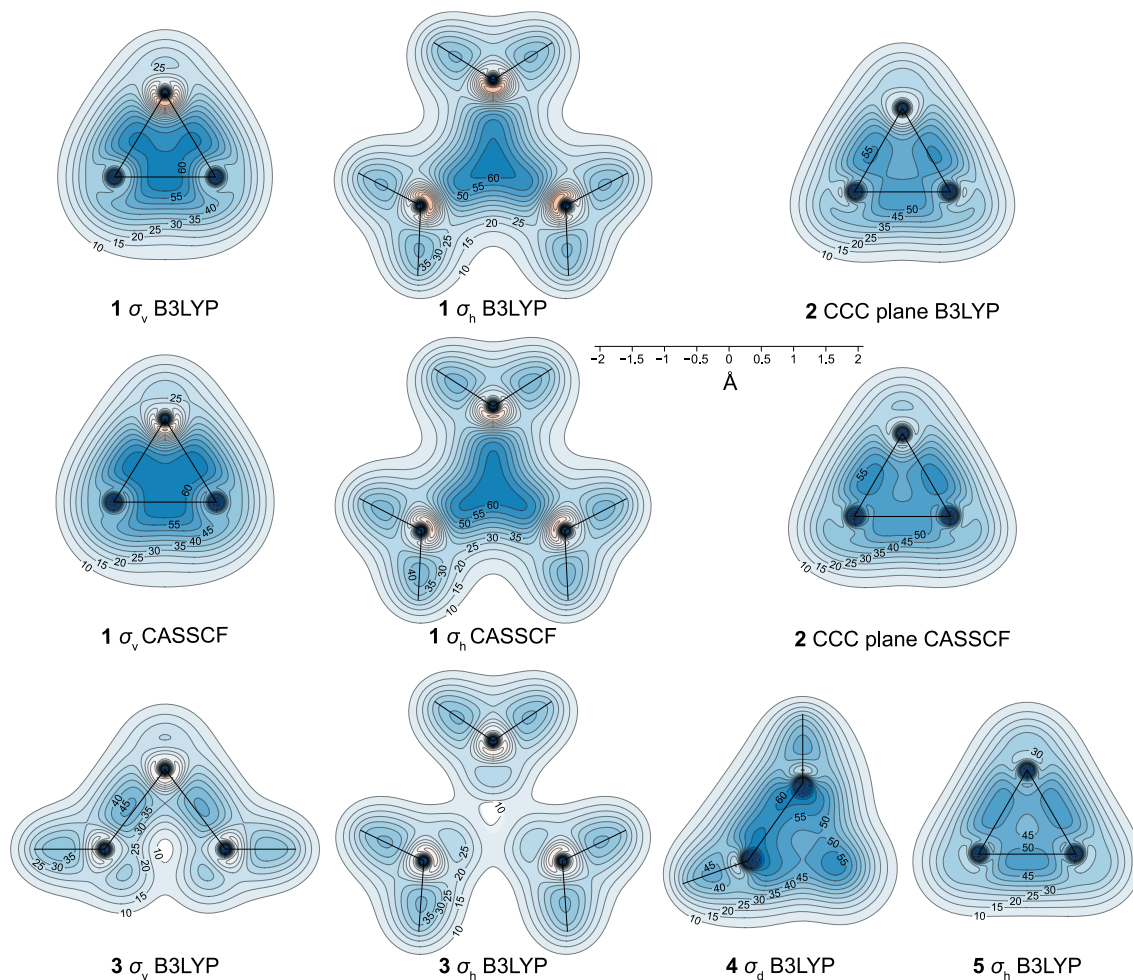 25
60
55
10 15 20 25 30 35 40
1 σv B3LYP
60
50 55
20 25
35 30 25 15 10
1 σh B3LYP
55
50
45
10 15 20 25 30 35
2 CCC plane B3LYP
−2 −1.5 −1 −0.5 0 0.5 1 1.5 2
Å
25
60
55
10 15 20 25 30 35 40 45
1 σv CASSCF
60
50 55
25 30 35
40 35 30 15 10
1 σh CASSCF
55
10 15 20 25 30 35 40 45 50
2 CCC plane CASSCF
40 45 35
30
25 30 35 25 20 10
15
10
3 σv B3LYP
10
25
20
35 30 25 15
10
3 σh B3LYP
60
55 50
50 55
45
40
10 15 20 25 30 35 40 45
4 σd B3LYP
30
45
50
45
10 15 20 25 30
5 σh B3LYP